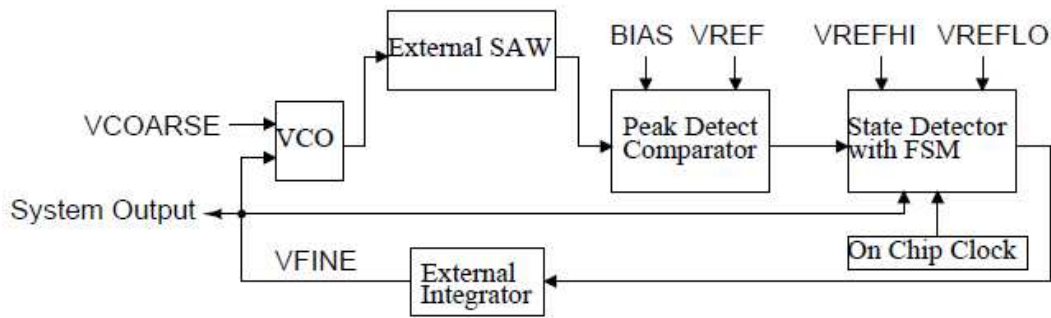 External SAW
BIAS VREF
VREFHI VREFLO
VCOARSE
VCO
Peak Detect
Comparator
State Detector
with FSM
System Output
On Chip Clock
VFINE
External
Integrator